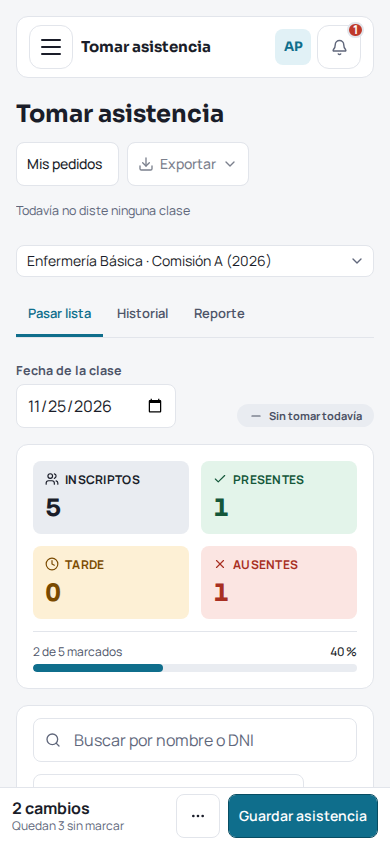 Tomar asistencia
AP
1
Tomar asistencia
Mis pedidos
Exportar
Todavía no diste ninguna clase
Enfermería Básica · Comisión A (2026)
Pasar lista
Historial
Reporte
Fecha de la clase
11/25/2026
Sin tomar todavía
INSCRIPTOS
5
PRESENTES
1
TARDE
0
AUSENTES
1
2 de 5 marcados
40 %
Buscar por nombre o DNI
2 cambios
Quedan 3 sin marcar
Guardar asistencia